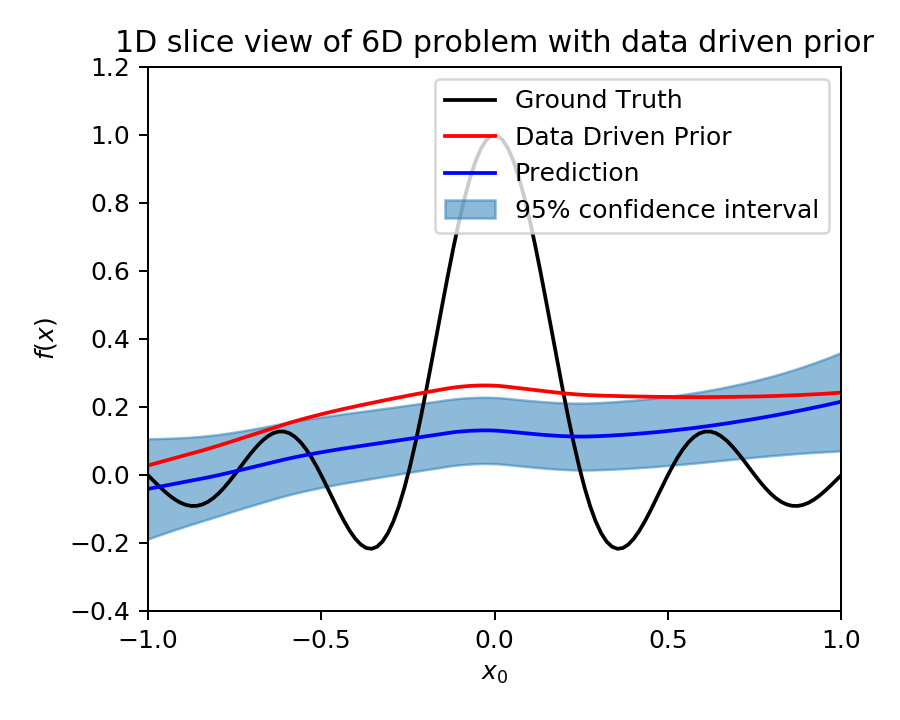 1D slice view of 6D problem with data driven prior
1.2
1.0
0.8
0.6
0.4
0.2
0.0
−0.2
−0.4
f(x)
Ground Truth
Data Driven Prior
Prediction
95% confidence interval
−1.0 −0.5 0.0 0.5 1.0
x₀